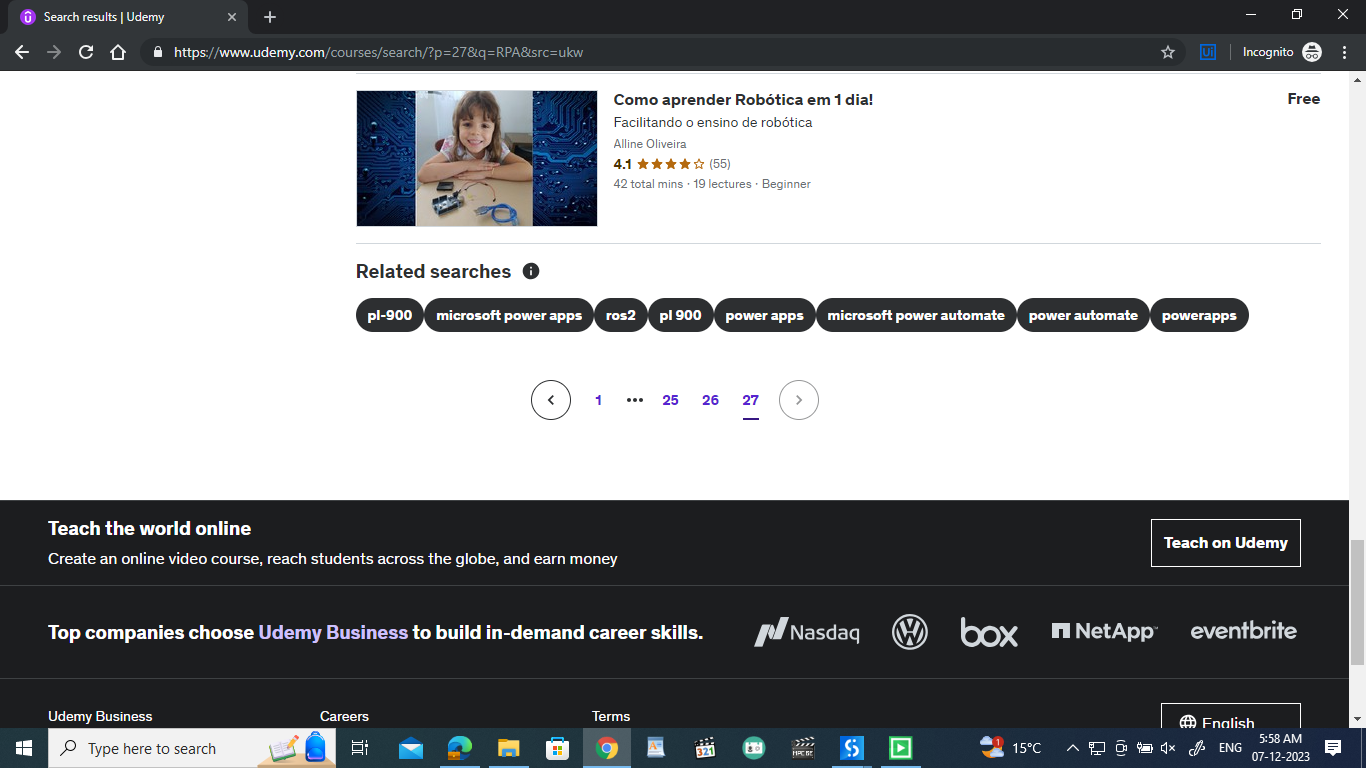 Search results | Udemy
https://www.udemy.com/courses/search/?p=27&q=RPA&src=ukw
Ui
Incognito
Como aprender Robótica em 1 dia!
Free
Facilitando o ensino de robótica
Alline Oliveira
4.1 (55)
42 total mins · 19 lectures · Beginner
Related searches
pl-900 microsoft power apps ros2 pl 900 power apps microsoft power automate power automate powerapps
1 ••• 25 26 27
Teach the world online
Create an online video course, reach students across the globe, and earn money
Teach on Udemy
Top companies choose Udemy Business to build in-demand career skills.
Nasdaq
box
NetApp
eventbrite
Udemy Business
Careers
Terms
English
Type here to search
321
1
15°C
ENG
5:58 AM
07-12-2023